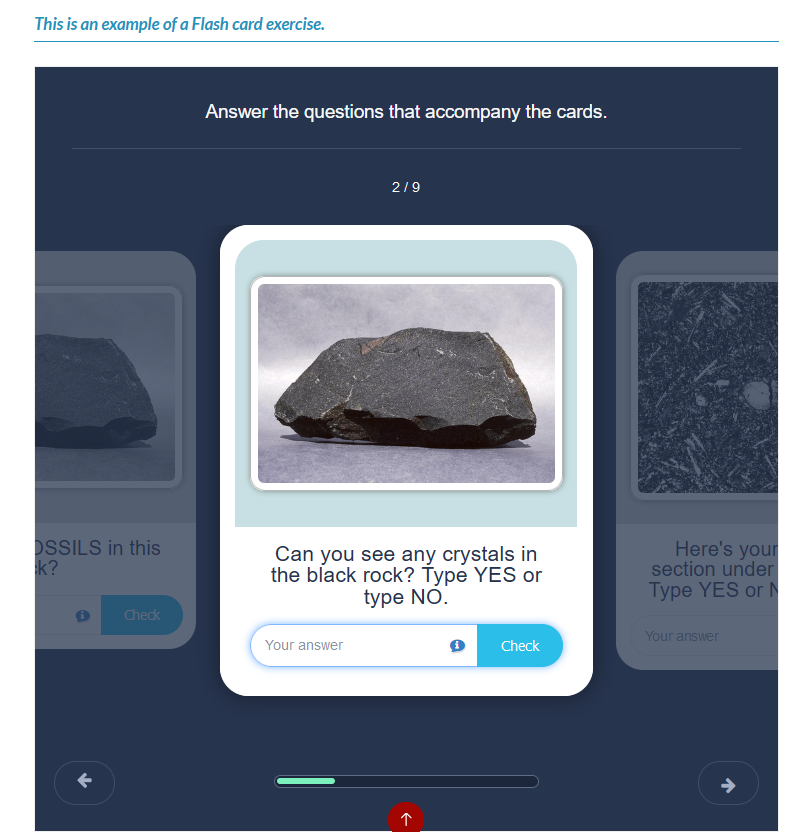 This is an example of a Flash card exercise.
Answer the questions that accompany the cards.
2 / 9
OSSILS in this
k?
Check
Can you see any crystals in
the black rock? Type YES or
type NO.
Your answer
Check
Here's your
section under
Type YES or N
Your answer